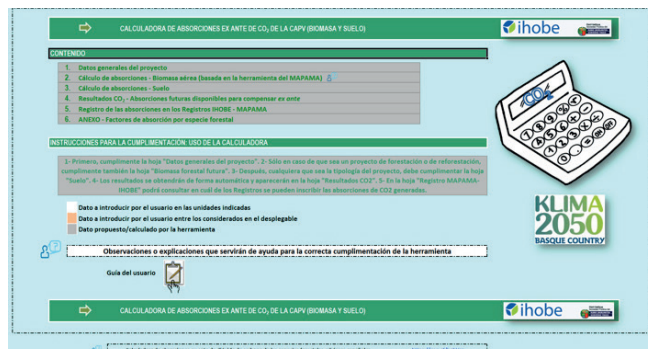 CALCULADORA DE ABSORCIONES EX ANTE DE CO₂ DE LA CAPV (BIOMASA Y SUELO)
ihobe
CONTENIDO
1. Datos generales del proyecto
2. Cálculo de absorciones - Biomasa aérea (basada en la herramienta del MAPAMA)
3. Cálculo de absorciones - Suelo
4. Resultados CO₂ - Absorciones futuras disponibles para compensar ex ante
5. Registro de las absorciones en los Registros IHOBE - MAPAMA
6. ANEXO - Factores de absorción por especie forestal
CO₂
INSTRUCCIONES PARA LA CUMPLIMENTACIÓN: USO DE LA CALCULADORA
1- Primero, cumplimente la hoja "Datos generales del proyecto". 2- Sólo en caso de que sea un proyecto de forestación o de reforestación,
cumplimente también la hoja "Biomasa forestal futura". 3- Después, cualquiera que sea la tipología del proyecto, debe cumplimentar la hoja
"Suelo". 4- Los resultados se obtendrán de forma automática y aparecerán en la hoja "Resultados CO2". 5- En la hoja "Registro MAPAMA-
IHOBE" podrá consultar en cuál de los Registros se pueden inscribir las absorciones de CO2 generadas.
Dato a introducir por el usuario en las unidades indicadas
Dato a introducir por el usuario entre los considerados en el desplegable
Dato propuesto/calculado por la herramienta
KLIMA
2050
BASQUE COUNTRY
Observaciones o explicaciones que servirán de ayuda para la correcta cumplimentación de la herramienta
Guía del usuario
CALCULADORA DE ABSORCIONES EX ANTE DE CO₂ DE LA CAPV (BIOMASA Y SUELO)
ihobe